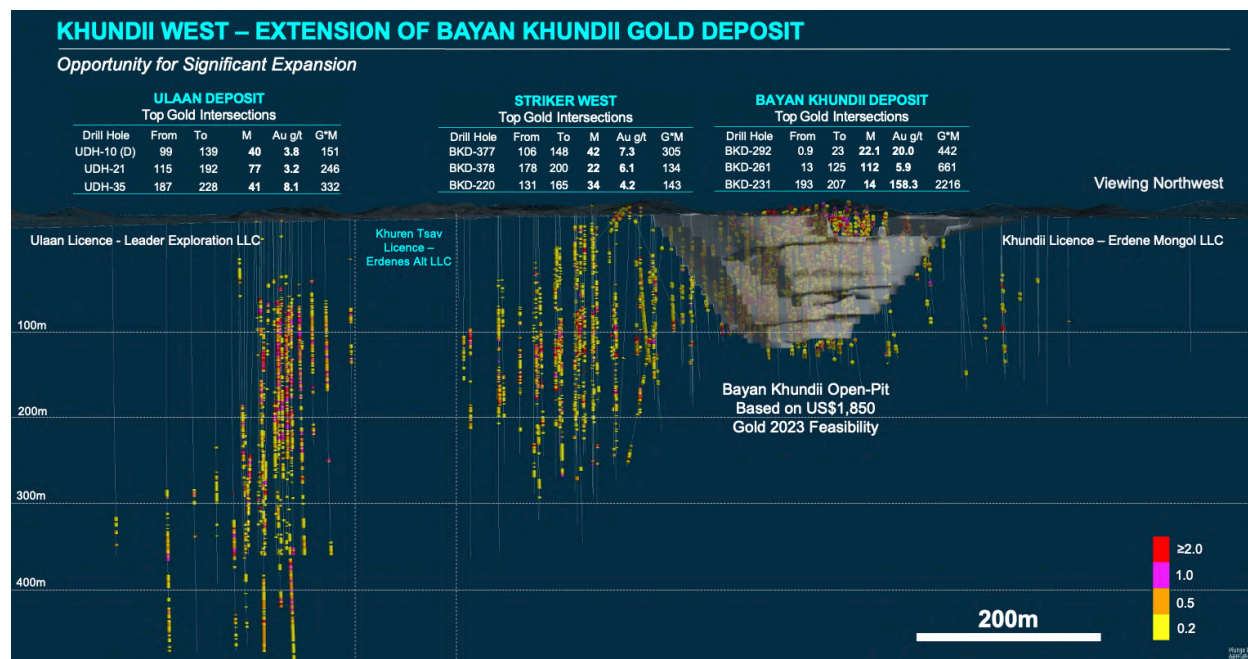 KHUNDII WEST – EXTENSION OF BAYAN KHUNDII GOLD DEPOSIT
Opportunity for Significant Expansion
ULAAN DEPOSIT
Top Gold Intersections
Drill Hole From To M Au g/t G*M
UDH-10 (D) 99 139 40 3.8 151
UDH-21 115 192 77 3.2 246
UDH-35 187 228 41 8.1 332
STRIKER WEST
Top Gold Intersections
Drill Hole From To M Au g/t G*M
BKD-377 106 148 42 7.3 305
BKD-378 178 200 22 6.1 134
BKD-220 131 165 34 4.2 143
BAYAN KHUNDII DEPOSIT
Top Gold Intersections
Drill Hole From To M Au g/t G*M
BKD-292 0.9 23 22.1 20.0 442
BKD-261 13 125 112 5.9 661
BKD-231 193 207 14 158.3 2216
Viewing Northwest
Ulaan Licence - Leader Exploration LLC
Khuren Tsav
Licence –
Erdenes Alt LLC
Khundii Licence – Erdene Mongol LLC
100m
200m
300m
400m
Bayan Khundii Open-Pit
Based on US$1,850
Gold 2023 Feasibility
≥2.0
1.0
0.5
0.2
200m